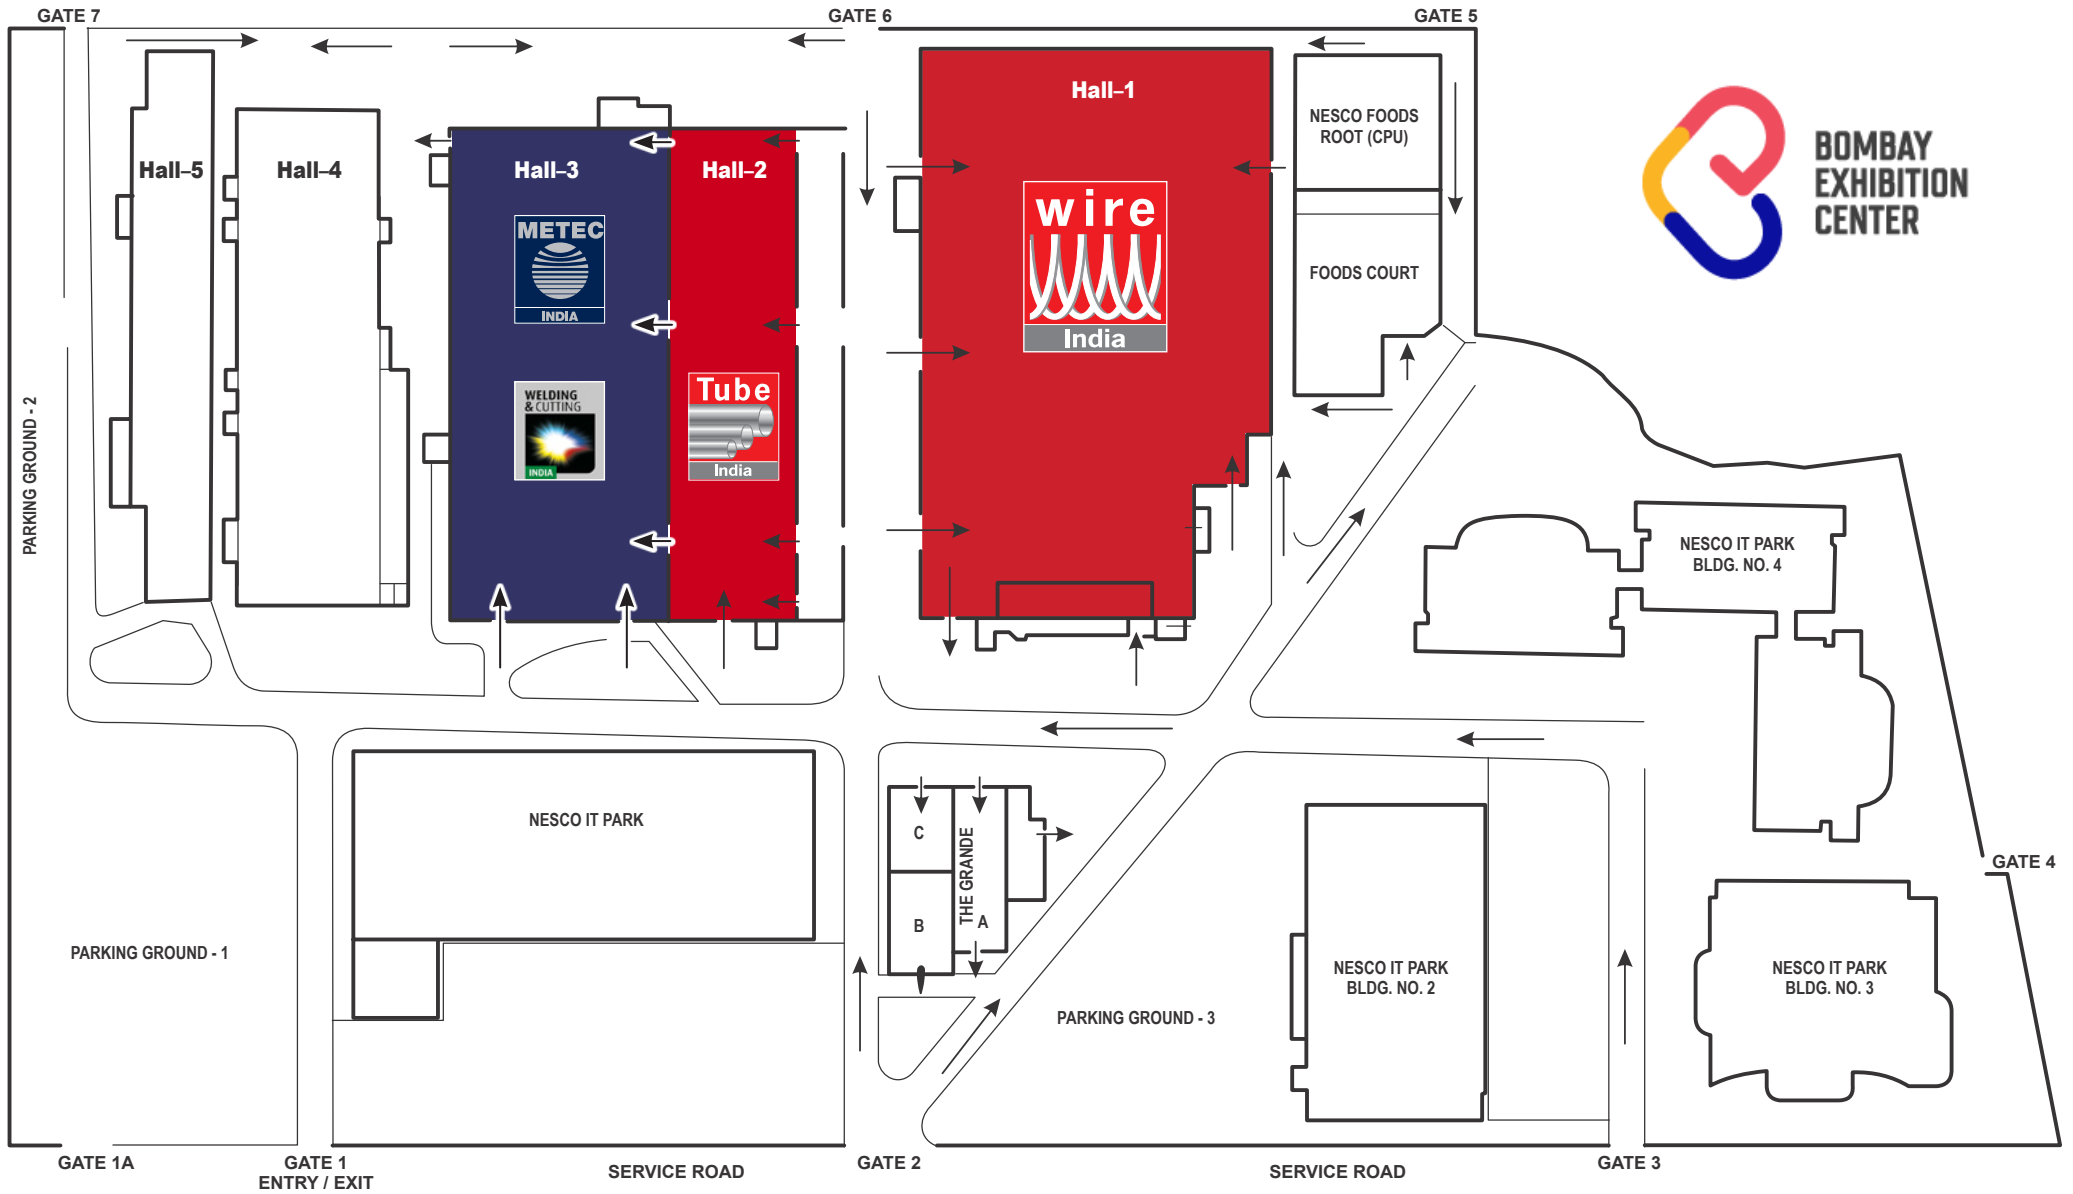 GATE 7
GATE 6
GATE 5
Hall–1
NESCO FOODS
ROOT (CPU)
BOMBAY
EXHIBITION
CENTER
Hall–5
Hall–4
Hall–3
Hall–2
wire
India
METEC
INDIA
FOODS COURT
WELDING
& CUTTING
INDIA
Tube
India
PARKING GROUND - 2
NESCO IT PARK
BLDG. NO. 4
NESCO IT PARK
C
THE GRANDE
B
A
GATE 4
PARKING GROUND - 1
NESCO IT PARK
BLDG. NO. 2
NESCO IT PARK
BLDG. NO. 3
PARKING GROUND - 3
GATE 1A
GATE 1
ENTRY / EXIT
SERVICE ROAD
GATE 2
SERVICE ROAD
GATE 3